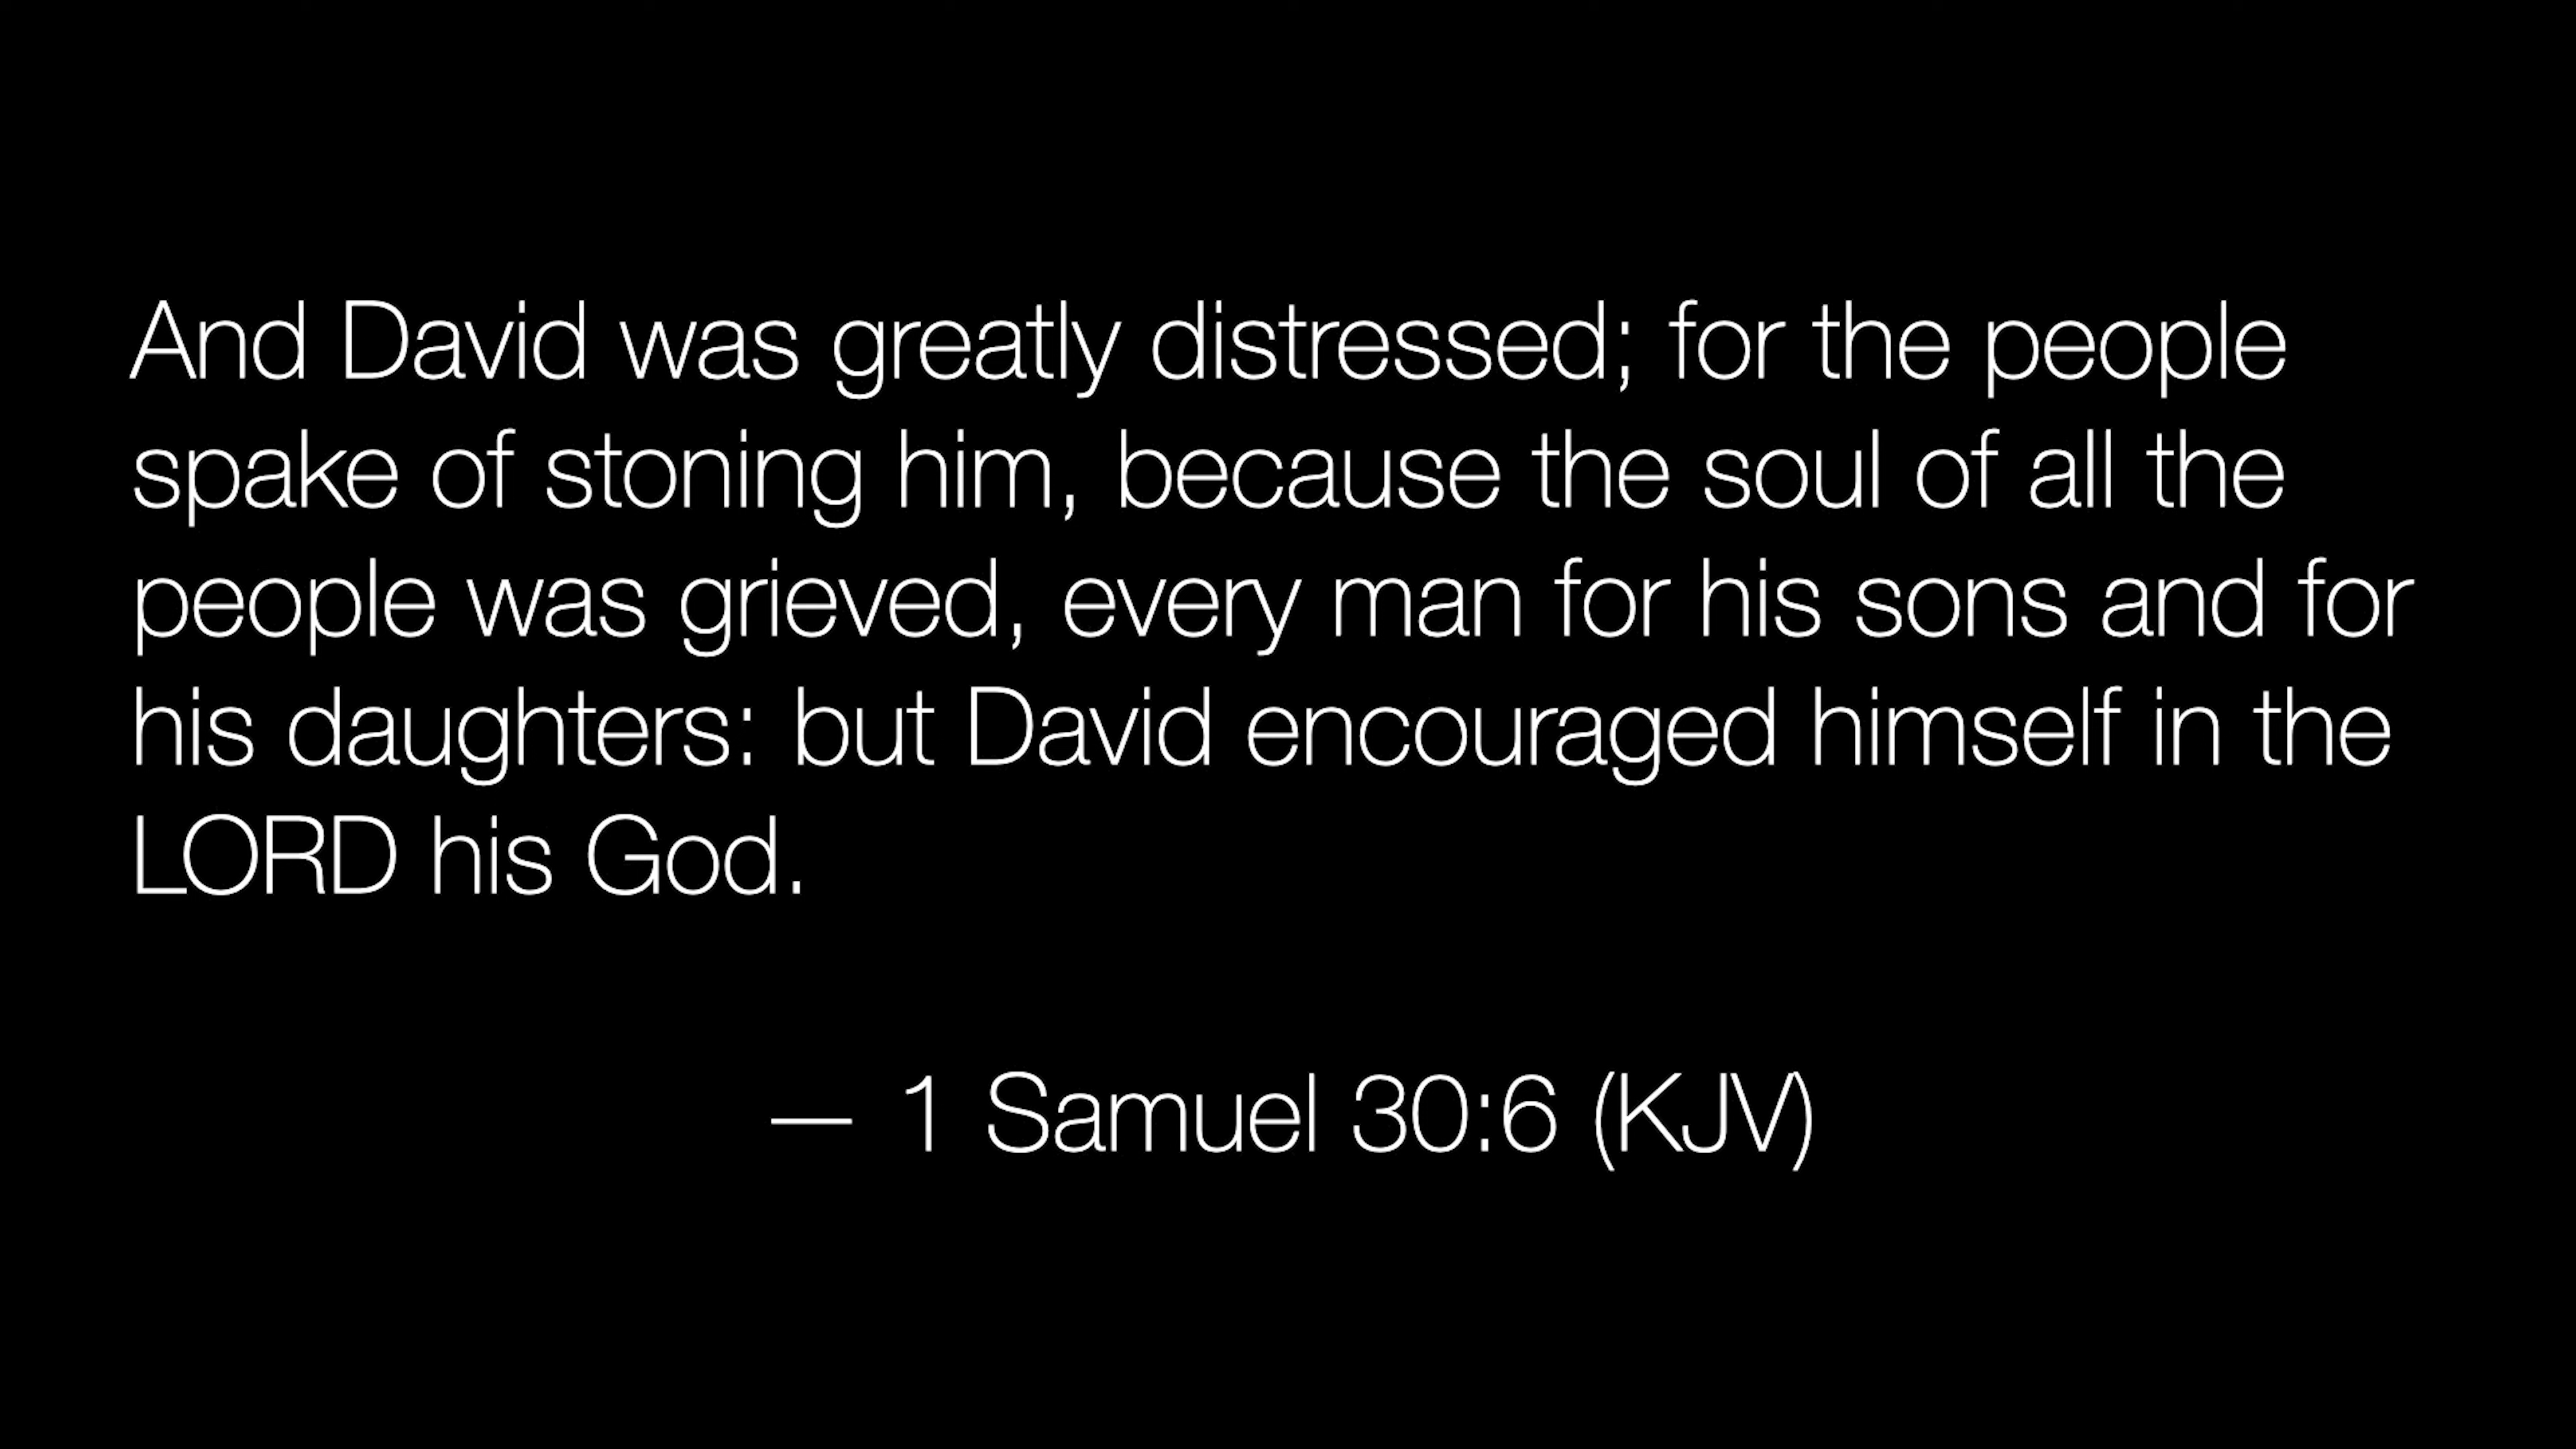 And David was greatly distressed; for the people
spake of stoning him, because the soul of all the
people was grieved, every man for his sons and for
his daughters: but David encouraged himself in the
LORD his God.
— 1 Samuel 30:6 (KJV)